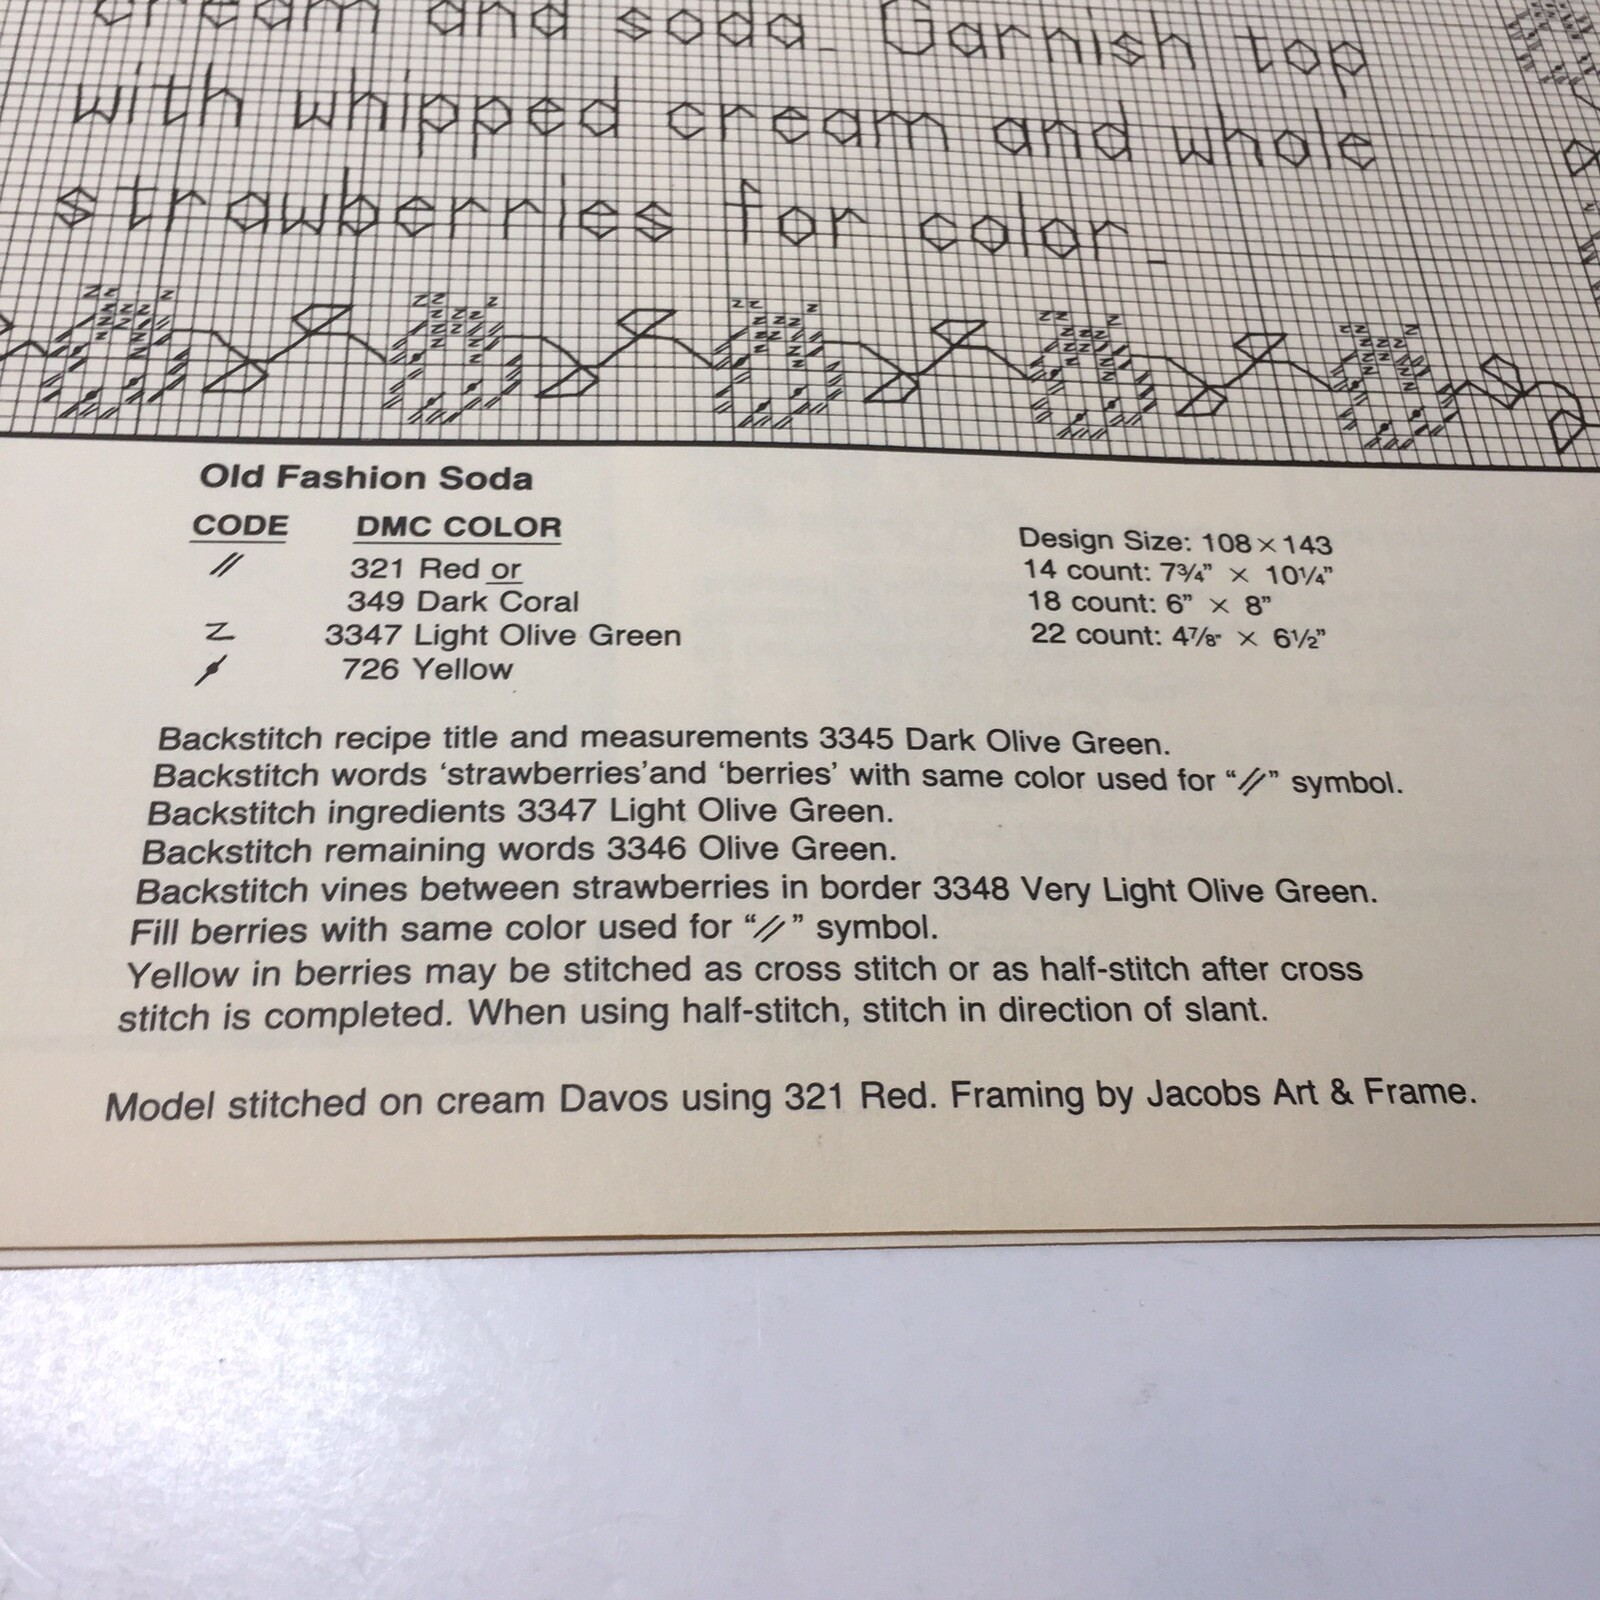 cream and soda Garnish top
with whipped cream and whole
strawberries for color.
Old Fashion Soda
CODE DMC COLOR
// 321 Red or
349 Dark Coral
Z 3347 Light Olive Green
726 Yellow
Design Size: 108 × 143
14 count: 7¾” × 10¼”
18 count: 6” × 8”
22 count: 4⅞” × 6½”
Backstitch recipe title and measurements 3345 Dark Olive Green.
Backstitch words ‘strawberries’and ‘berries’ with same color used for “//” symbol.
Backstitch ingredients 3347 Light Olive Green.
Backstitch remaining words 3346 Olive Green.
Backstitch vines between strawberries in border 3348 Very Light Olive Green.
Fill berries with same color used for “//” symbol.
Yellow in berries may be stitched as cross stitch or as half-stitch after cross
stitch is completed. When using half-stitch, stitch in direction of slant.
Model stitched on cream Davos using 321 Red. Framing by Jacobs Art & Frame.